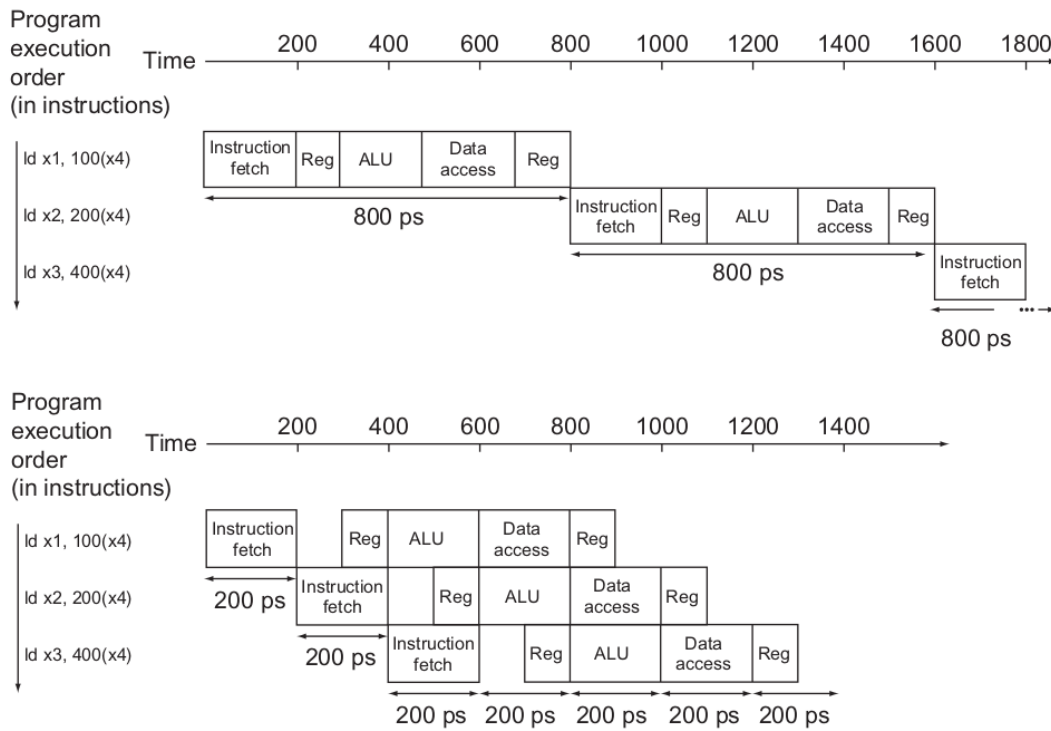 Program
execution
order
(in instructions)
Time
200 400 600 800 1000 1200 1400 1600 1800
ld x1, 100(x4)
Instruction
fetch
Reg
ALU
Data
access
Reg
800 ps
ld x2, 200(x4)
Instruction
fetch
Reg
ALU
Data
access
Reg
800 ps
ld x3, 400(x4)
Instruction
fetch
...
800 ps
Program
execution
order
(in instructions)
Time
200 400 600 800 1000 1200 1400
ld x1, 100(x4)
Instruction
fetch
Reg
ALU
Data
access
Reg
200 ps
ld x2, 200(x4)
Instruction
fetch
Reg
ALU
Data
access
Reg
200 ps
ld x3, 400(x4)
Instruction
fetch
Reg
ALU
Data
access
Reg
200 ps 200 ps 200 ps 200 ps 200 ps